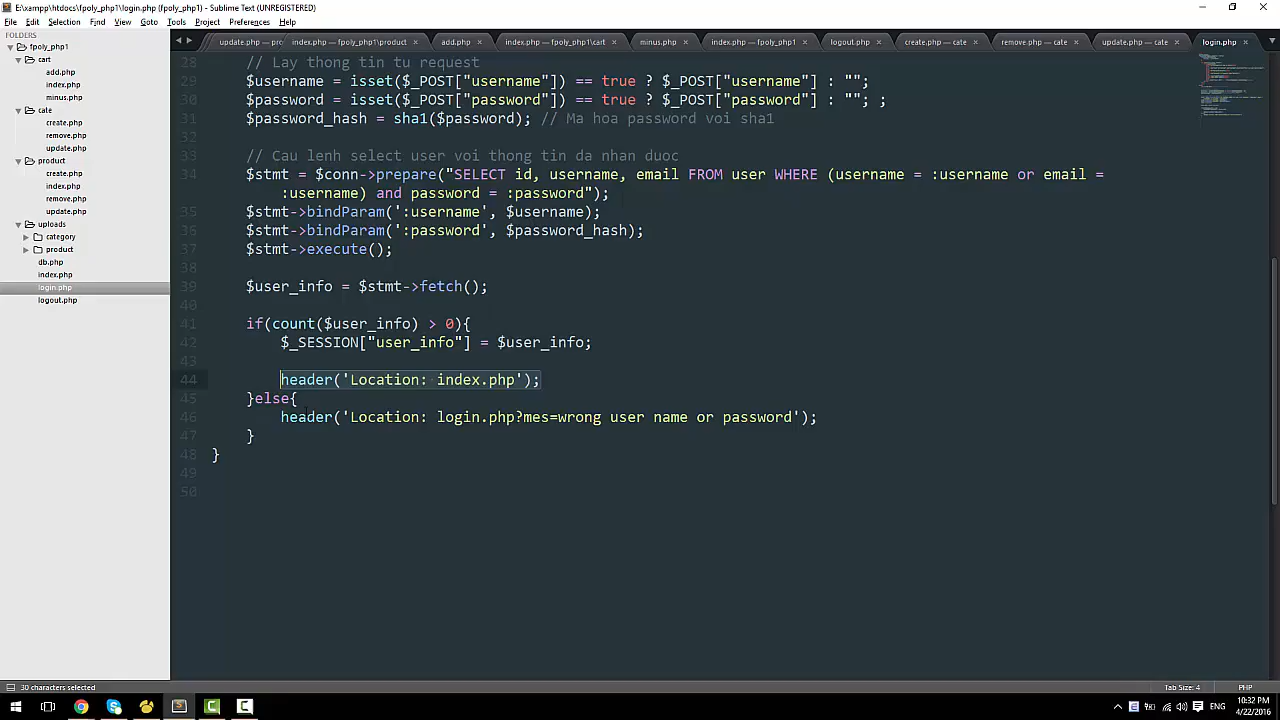 E:\xampp\htdocs\fpoly_php1\login.php (fpoly_php1) - Sublime Text (UNREGISTERED)
File Edit Selection Find View Goto Tools Project Preferences Help
FOLDERS
fpoly_php1
cart
add.php
index.php
minus.php
cate
create.php
remove.php
update.php
product
create.php
index.php
remove.php
update.php
uploads
category
product
db.php
index.php
login.php
logout.php
update.php — pro index.php — fpoly_php1\product × add.php × index.php — fpoly_php1\cart × minus.php × index.php — fpoly_php1 × logout.php × create.php — cate × remove.php — cate × update.php — cate × login.php ×
28 // Lay thong tin tu request
29 $username = isset($_POST["username"]) == true ? $_POST["username"] : "";
30 $password = isset($_POST["password"]) == true ? $_POST["password"] : ""; ;
31 $password_hash = sha1($password); // Ma hoa password voi sha1
32
33 // Cau lenh select user voi thong tin da nhan duoc
34 $stmt = $conn->prepare("SELECT id, username, email FROM user WHERE (username = :username or email =
:username) and password = :password");
35 $stmt->bindParam(':username', $username);
36 $stmt->bindParam(':password', $password_hash);
37 $stmt->execute();
38
39 $user_info = $stmt->fetch();
40
41 if(count($user_info) > 0){
42 $_SESSION["user_info"] = $user_info;
43
44 header('Location: index.php');
45 }else{
46 header('Location: login.php?mes=wrong user name or password');
47 }
48 }
49
50
30 characters selected
Tab Size: 4 PHP
ENG
10:32 PM
4/22/2016